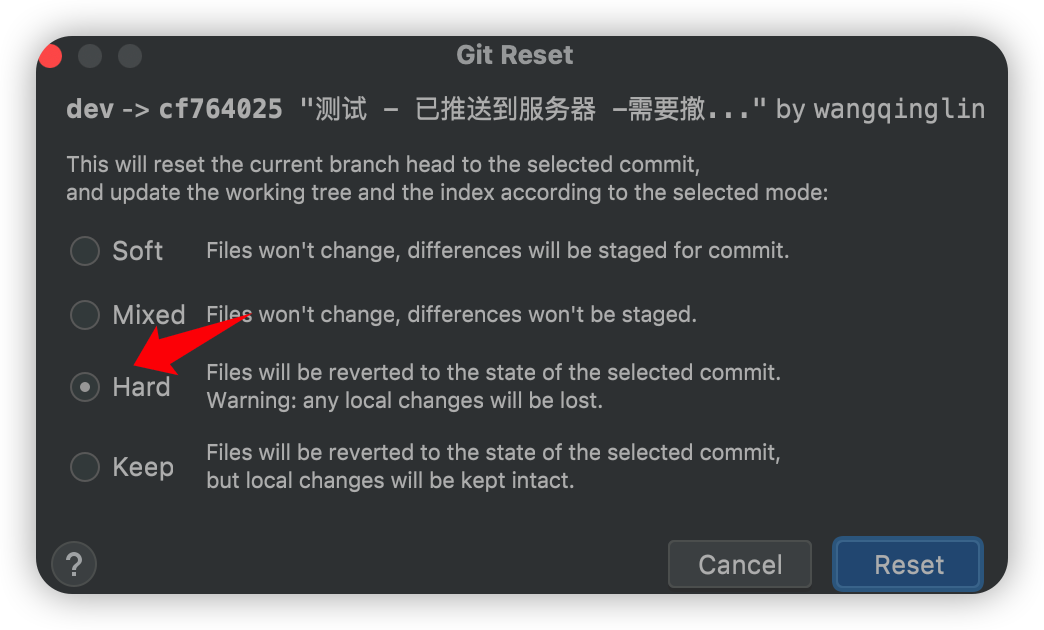 Git Reset
dev -> cf764025 "测试 - 已推送到服务器 -需要撤..." by wangqinglin
This will reset the current branch head to the selected commit,
and update the working tree and the index according to the selected mode:
Soft Files won't change, differences will be staged for commit.
Mixed Files won't change, differences won't be staged.
Hard Files will be reverted to the state of the selected commit.
Warning: any local changes will be lost.
Keep Files will be reverted to the state of the selected commit,
but local changes will be kept intact.
? Cancel Reset